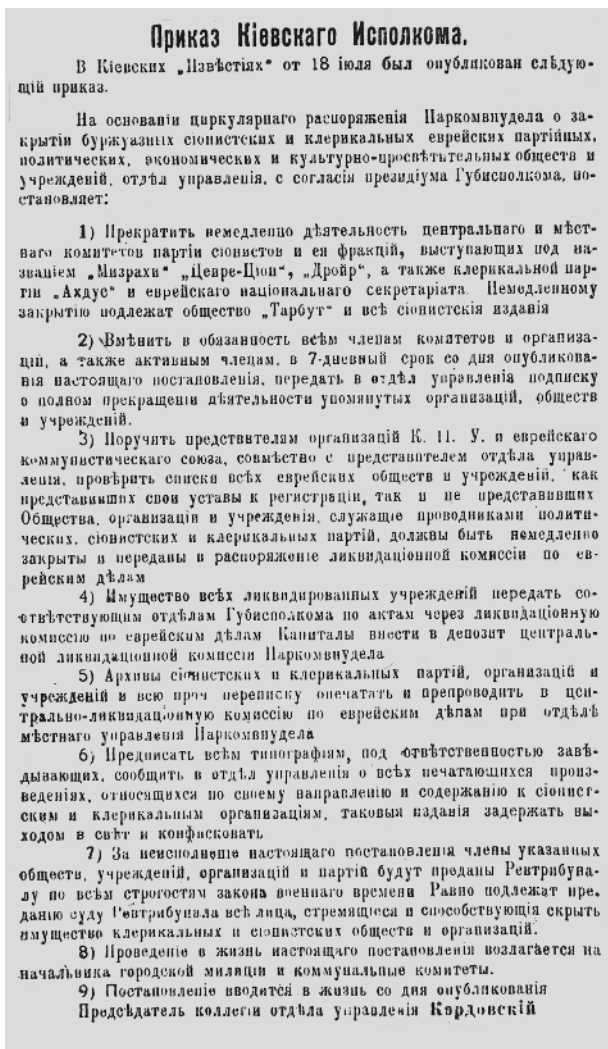 Приказ Кіевскаго Исполкома.
В Кіевских „Извѣстіях" от 18 іюля был опубликован слѣдую-
щій приказ.
На основаніи циркулярнаго распоряженія Наркомвнудела о за-
крытіи буржуазных сіонистских и клерикальных еврейских партійных,
политических, экономических и культурно-просвѣтительных обществ и
учрежденій, отдѣл управленія, с согласія президіума Губисполкома, по-
становляет:
1) Прекратить немедленно дѣятельность центральнаго и мѣст-
наго комитетов партіи сіонистов и ея фракцій, выступающих под на-
званіем „Мизрахи" „Цевре-Ціон", „Дройр", а также клерикальной пар-
тіи „Ахдус" и еврейскаго національнаго секретаріата. Немедленному
закрытію подлежат общество „Тарбут" и всѣ сіонистскія изданія
2) Вмѣнить в обязанность всѣм членам комитетов и организа-
цій, а также активным членам, в 7-дневный срок со дня опубликова-
нія настоящаго постановленія, передать в отдѣл управленія подписку
о полном прекращеніи дѣятельности упомянутых организацій, обществ
и учрежденій.
3) Поручить предствителям организацій К. П. У. и еврейскаго
коммунистическаго союза, совмѣстно с представителем отдѣла управ-
ленія, провѣрить списки всѣх еврейских обществ и учрежденій, как
представивших свои уставы к регистраціи, так и не представивших
Общества, организаціи и учрежденія, служащіе проводниками полити-
ческих, сіонистских и клерикальных партій, должны быть немедленно
закрыты и переданы в распоряженіе ликвидаціонной комиссіи по ев-
рейским дѣлам
4) Имущество всѣх ликвидированных учрежденій передать со-
отвѣтствующим отдѣлам Губисполкома по актам через ликвидаціонную
комиссію по еврейским дѣлам Капиталы внести в депозит централь-
ной ликвидаціонной комиссіи Наркомвнудела
5) Архивы сіонистских и клерикальных партій, организацій и
учрежденій и всю проч переписку опечатать и препроводить в цен-
трально-ликвидаціонную комиссію по еврейским дѣлам при отдѣлѣ
мѣстнаго управленія Наркомвнудела
6) Предписать всѣм типографіям, под отвѣтственностью завѣ-
дывающих, сообщить в отдѣл управленія о всѣх печатающихся произ-
веденіях, относящихся по своему направленію и содержанію к сіонист-
ским и клерикальным организаціям, таковыя изданія задержать вы-
ходом в свѣт и конфисковать
7) За неисполненіе настоящаго постановленія члены указанных
обществ, учрежденій, организацій и партій будут преданы Ревтрибуна-
лу по всѣм строгостям закона военнаго времени Равно подлежат пре-
данію суду Ревтрибунала всѣ лица, стремящіеся и способствующія скрыть
имущество клерикальных и сіонистских обществ и организацій.
8) Проведеніе в жизнь настоящаго постановленія возлагается на
начальника городской милиціи и коммунальные комитеты.
9) Постановленіе вводится в жизнь со дня опубликованія
Предсѣдатель коллегіи отдѣла управленія Кардовскій